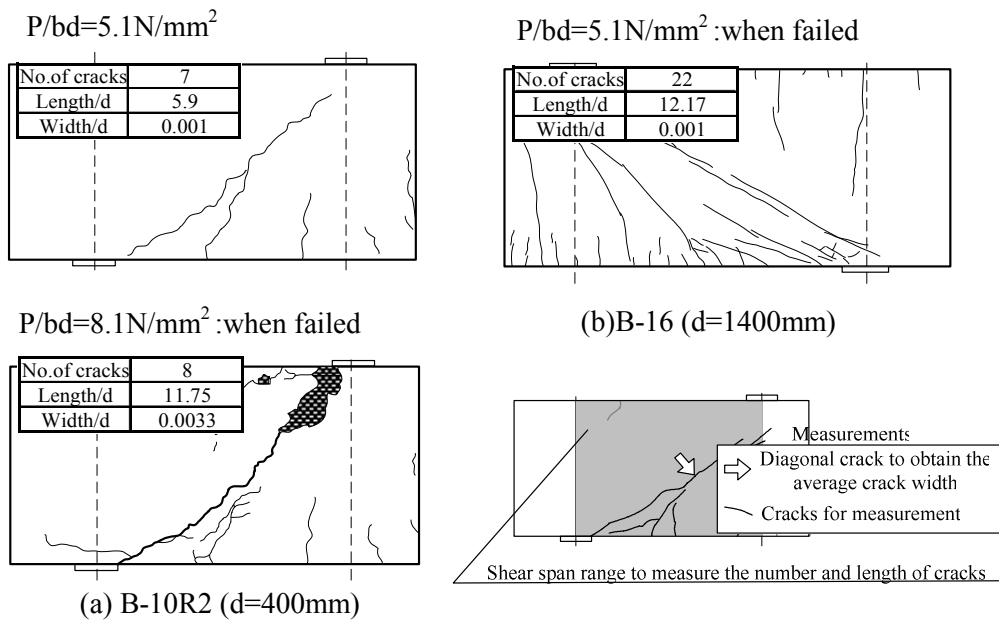 P/bd=5.1N/mm²
No.of cracks 7
Length/d 5.9
Width/d 0.001
P/bd=8.1N/mm² :when failed
No.of cracks 8
Length/d 11.75
Width/d 0.0033
(a) B-10R2 (d=400mm)
P/bd=5.1N/mm² :when failed
No.of cracks 22
Length/d 12.17
Width/d 0.001
(b)B-16 (d=1400mm)
Measurements
Diagonal crack to obtain the
average crack width
Cracks for measurement
Shear span range to measure the number and length of cracks